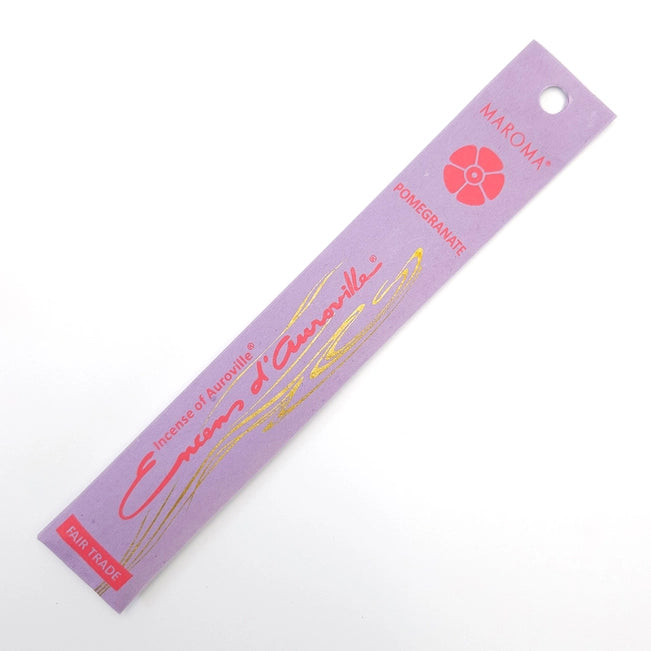 MAROMA®
POMEGRANATE
Incense of Auroville®
Encens d'Auroville®
FAIR TRADE